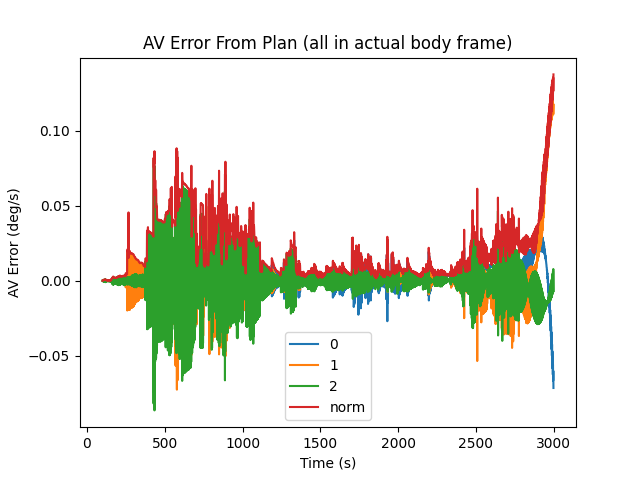 AV Error From Plan (all in actual body frame)
AV Error (deg/s)
0.10
0.05
0.00
−0.05
0
1
2
norm
0 500 1000 1500 2000 2500 3000
Time (s)